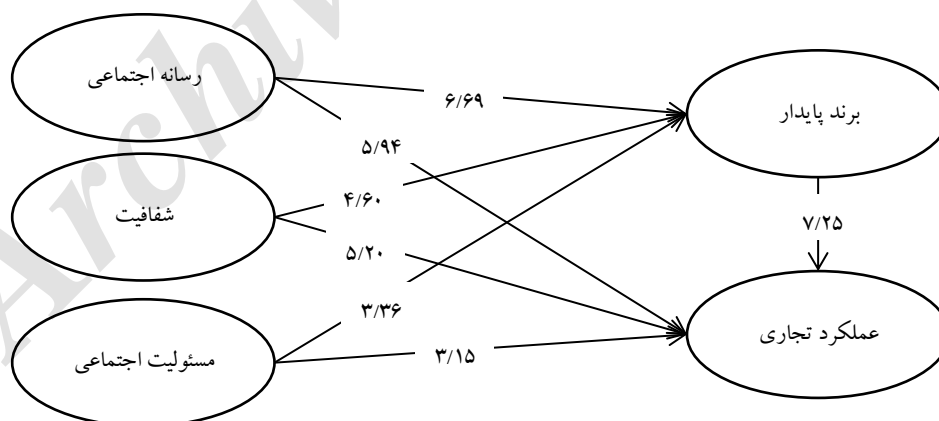 رسانه اجتماعی
برند پایدار
۶/۶۹
۵/۹۴
شفافیت
۴/۶۰
۷/۲۵
۵/۲۰
۳/۳۶
مسئولیت اجتماعی
۳/۱۵
عملکرد تجاری
Archiv